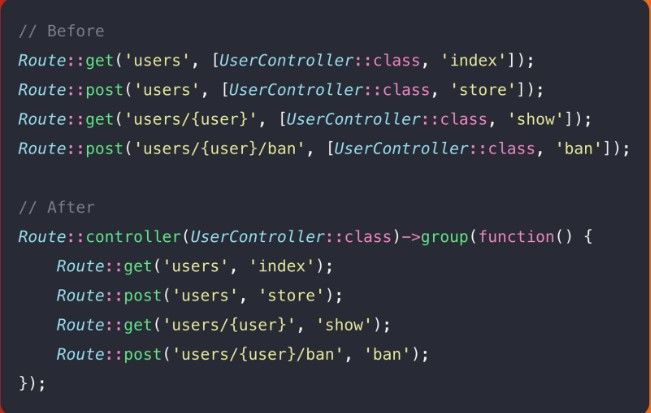 // Before
Route::get('users', [UserController::class, 'index']);
Route::post('users', [UserController::class, 'store']);
Route::get('users/{user}', [UserController::class, 'show']);
Route::post('users/{user}/ban', [UserController::class, 'ban']);
// After
Route::controller(UserController::class)->group(function() {
    Route::get('users', 'index');
    Route::post('users', 'store');
    Route::get('users/{user}', 'show');
    Route::post('users/{user}/ban', 'ban');
});